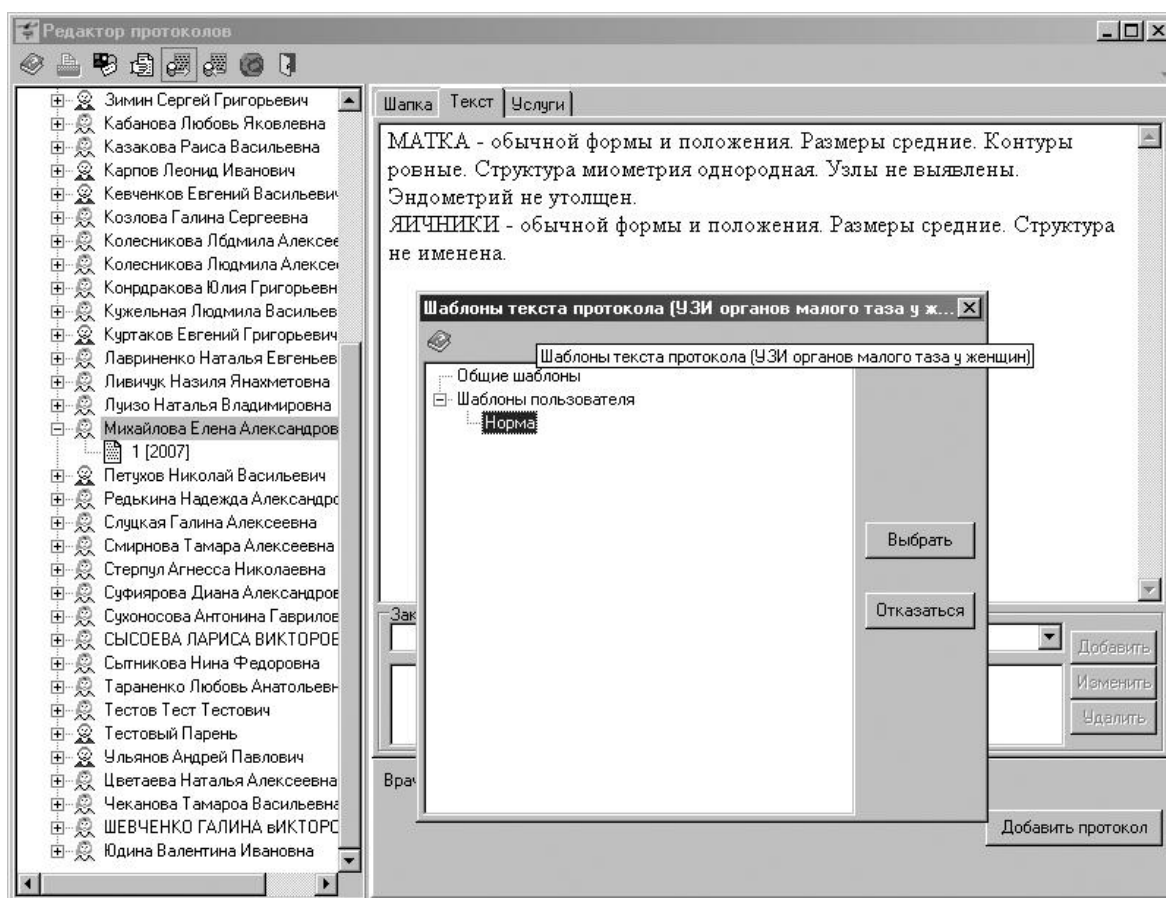 Редактор протоколов
Зимин Сергей Григорьевич
Кабанова Любовь Яковлевна
Казакова Раиса Васильевна
Карпов Леонид Иванович
Кевченков Евгений Васильевич
Козлова Галина Сергеевна
Колесникова Лбдмила Алексее
Колесникова Людмила Алексе
Кондракова Юлия Григорьевн
Кужельная Людмила Васильев
Куртаков Евгений Григорьевич
Лавриненко Наталья Евгеньев
Ливичук Назиля Янахметовна
Луизо Наталья Владимировна
Михайлова Елена Александров
1 [2007]
Петухов Николай Васильевич
Редькина Надежда Александро
Слуцкая Галина Алексеевна
Смирнова Тамара Алексеевна
Стерпул Агнесса Николаевна
Суфиярова Диана Александров
Сухоносова Антонина Гаврилов
СЫСОЕВА ЛАРИСА ВИКТОРОВ
Сытникова Нина Федоровна
Тараненко Любовь Анатольевн
Тестов Тест Тестович
Тестовый Парень
Ульянов Андрей Павлович
Цветаева Наталья Алексеевна
Чеканова Тамароа Васильевна
ШЕВЧЕНКО ГАЛИНА вИКТОРО
Юдина Валентина Ивановна
Шапка Текст Услуги
МАТКА - обычной формы и положения. Размеры средние. Контуры
ровные. Структура миометрия однородная. Узлы не выявлены.
Эндометрий не утолщен.
ЯИЧНИКИ - обычной формы и положения. Размеры средние. Структура
не именена.
Шаблоны текста протокола (УЗИ органов малого таза у ж...
Шаблоны текста протокола (УЗИ органов малого таза у женщин)
Общие шаблоны
Шаблоны пользователя
Норма
Выбрать
Отказаться
Зак
Добавить
Изменить
Удалить
Врач
Добавить протокол